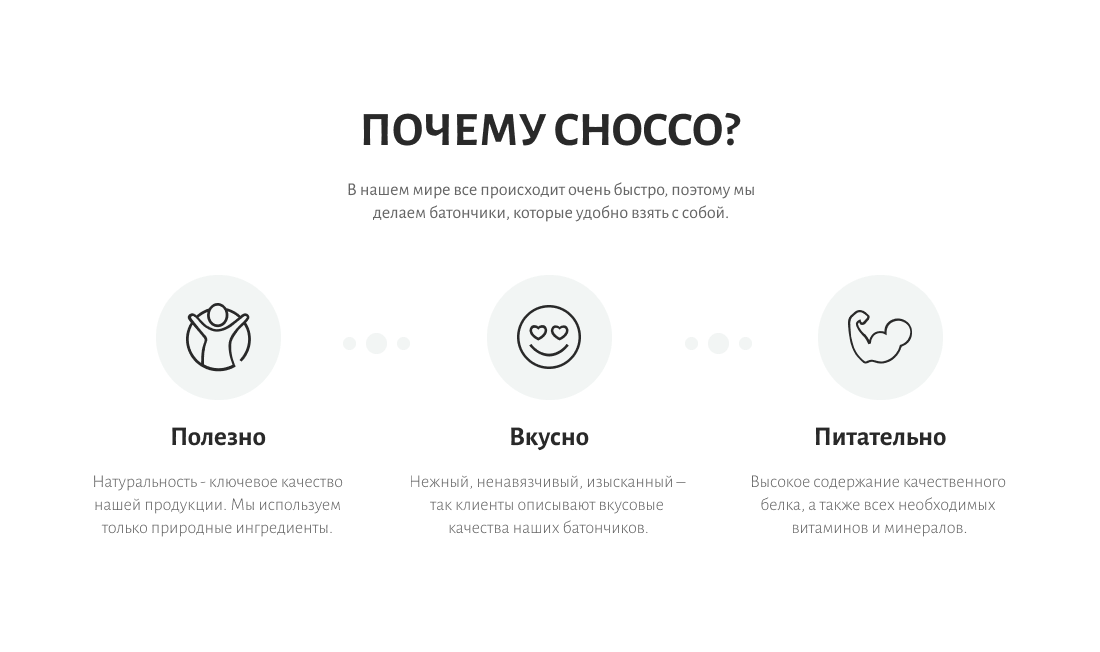 ПОЧЕМУ CHOCCO?
В нашем мире все происходит очень быстро, поэтому мы
делаем батончики, которые удобно взять с собой.
Полезно
Натуральность - ключевое качество
нашей продукции. Мы используем
только природные ингредиенты.
Вкусно
Нежный, ненавязчивый, изысканный –
так клиенты описывают вкусовые
качества наших батончиков.
Питательно
Высокое содержание качественного
белка, а также всех необходимых
витаминов и минералов.